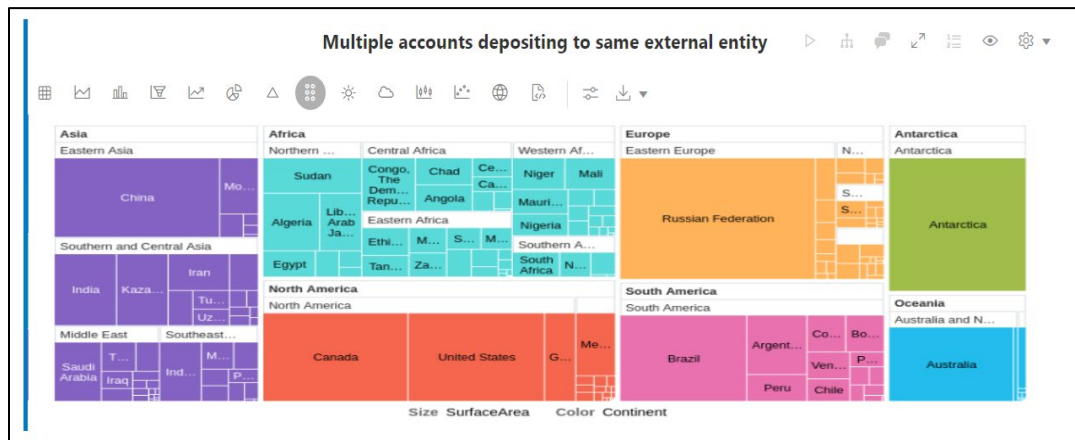 Multiple accounts depositing to same external entity
Asia
Eastern Asia
China
Mo...
Southern and Central Asia
India
Kaza...
Iran
Tu...
Uz...
Middle East
Southeast...
Saudi
Arabia
T...
Iraq
Ind...
M...
P...
Africa
Northern ...
Sudan
Algeria
Lib...
Arab
Ja...
Egypt
Central Africa
Congo,
The
Dem...
Repu...
Chad
Angola
Ce...
Ca...
Eastern Africa
Ethi...
M...
S...
M...
Tan...
Za...
Western Af...
Niger
Mali
Mauri...
Nigeria
Southern A...
South
Africa
N...
North America
North America
Canada
United States
G...
Me...
Europe
Eastern Europe
N...
Russian Federation
S...
S...
South America
South America
Brazil
Argent...
Peru
Co...
Bo...
Ven...
P...
Chile
Antarctica
Antarctica
Antarctica
Oceania
Australia and N...
Australia
Size SurfaceArea Color Continent